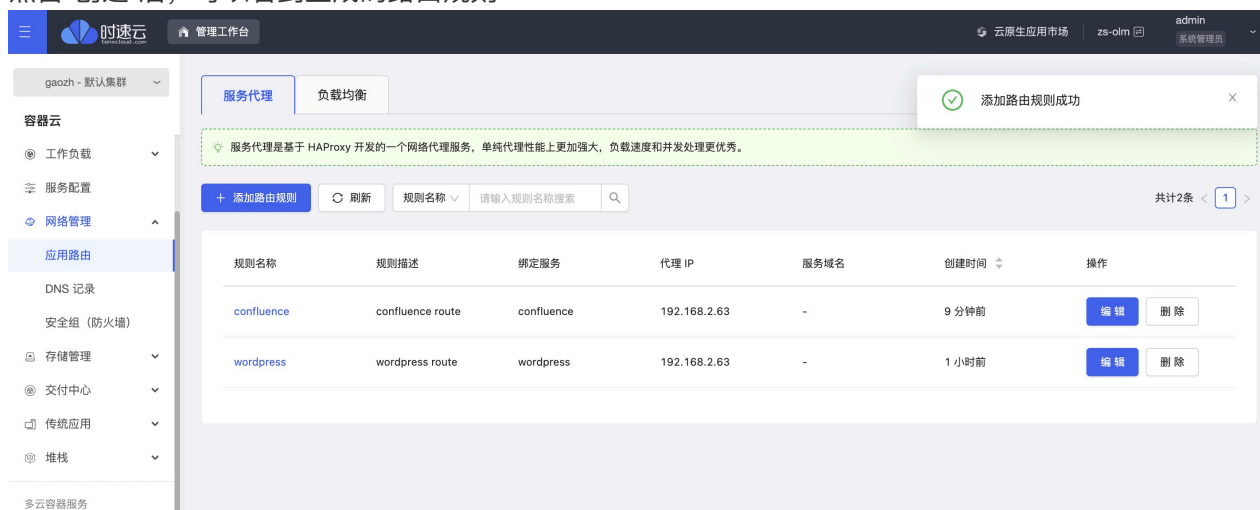 时速云
tenxcloud.com
管理工作台
云原生应用市场
zs-olm
admin
系统管理员
gaozh - 默认集群
容器云
工作负载
服务配置
网络管理
应用路由
DNS 记录
安全组（防火墙）
存储管理
交付中心
传统应用
堆栈
多云容器服务
服务代理
负载均衡
添加路由规则成功
服务代理是基于 HAProxy 开发的一个网络代理服务，单纯代理性能上更加强大，负载速度和并发处理更优秀。
+ 添加路由规则
刷新
规则名称
请输入规则名称搜索
共计2条 < 1 >
规则名称 规则描述 绑定服务 代理 IP 服务域名 创建时间 操作
confluence confluence route confluence 192.168.2.63 - 9 分钟前 编辑 删除
wordpress wordpress route wordpress 192.168.2.63 - 1 小时前 编辑 删除